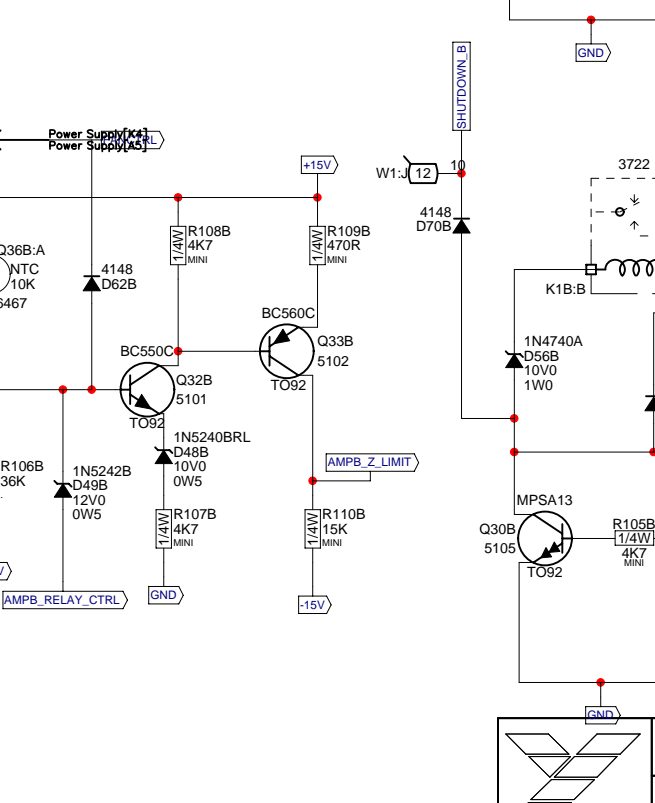 GND
SHUTDOWN_B
Power Supply[K4]
Power Supply[A5]
+15V
W1:J
12
10
3722
R108B
4K7
MINI
1/4W
R109B
470R
MINI
1/4W
4148
D70B
Q36B:A
NTC
10K
6467
4148
D62B
K1B:B
BC560C
Q33B
5102
TO92
BC550C
Q32B
5101
TO92
1N4740A
D56B
10V0
1W0
1N5240BRL
D48B
10V0
0W5
AMPB_Z_LIMIT
R106B
36K
1N5242B
D49B
12V0
0W5
R107B
4K7
MINI
1/4W
R110B
15K
MINI
1/4W
MPSA13
Q30B
5105
TO92
R105B
1/4W
4K7
MINI
V
AMPB_RELAY_CTRL
GND
-15V
GND